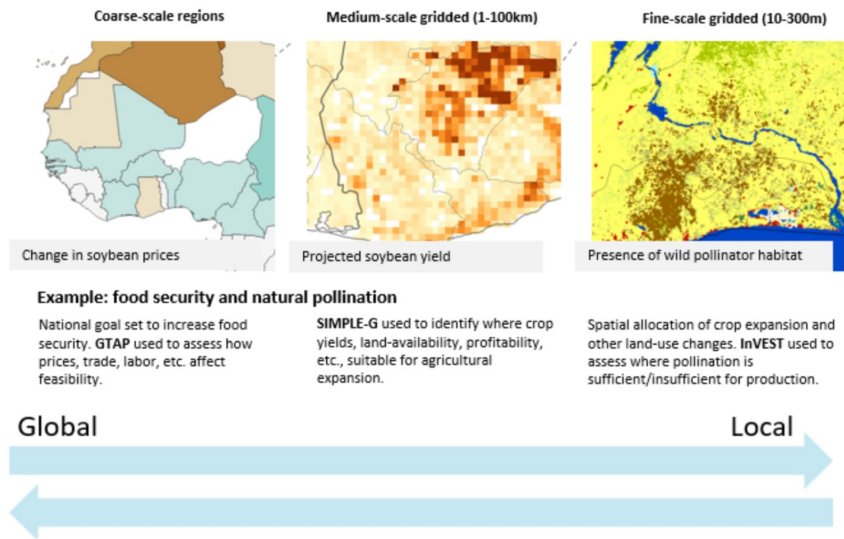 Coarse-scale regions
Medium-scale gridded (1-100km)
Fine-scale gridded (10-300m)
Change in soybean prices
Projected soybean yield
Presence of wild pollinator habitat
Example: food security and natural pollination
National goal set to increase food
security. GTAP used to assess how
prices, trade, labor, etc. affect
feasibility.
SIMPLE-G used to identify where crop
yields, land-availability, profitability,
etc., suitable for agricultural
expansion.
Spatial allocation of crop expansion and
other land-use changes. InVEST used to
assess where pollination is
sufficient/insufficient for production.
Global
Local